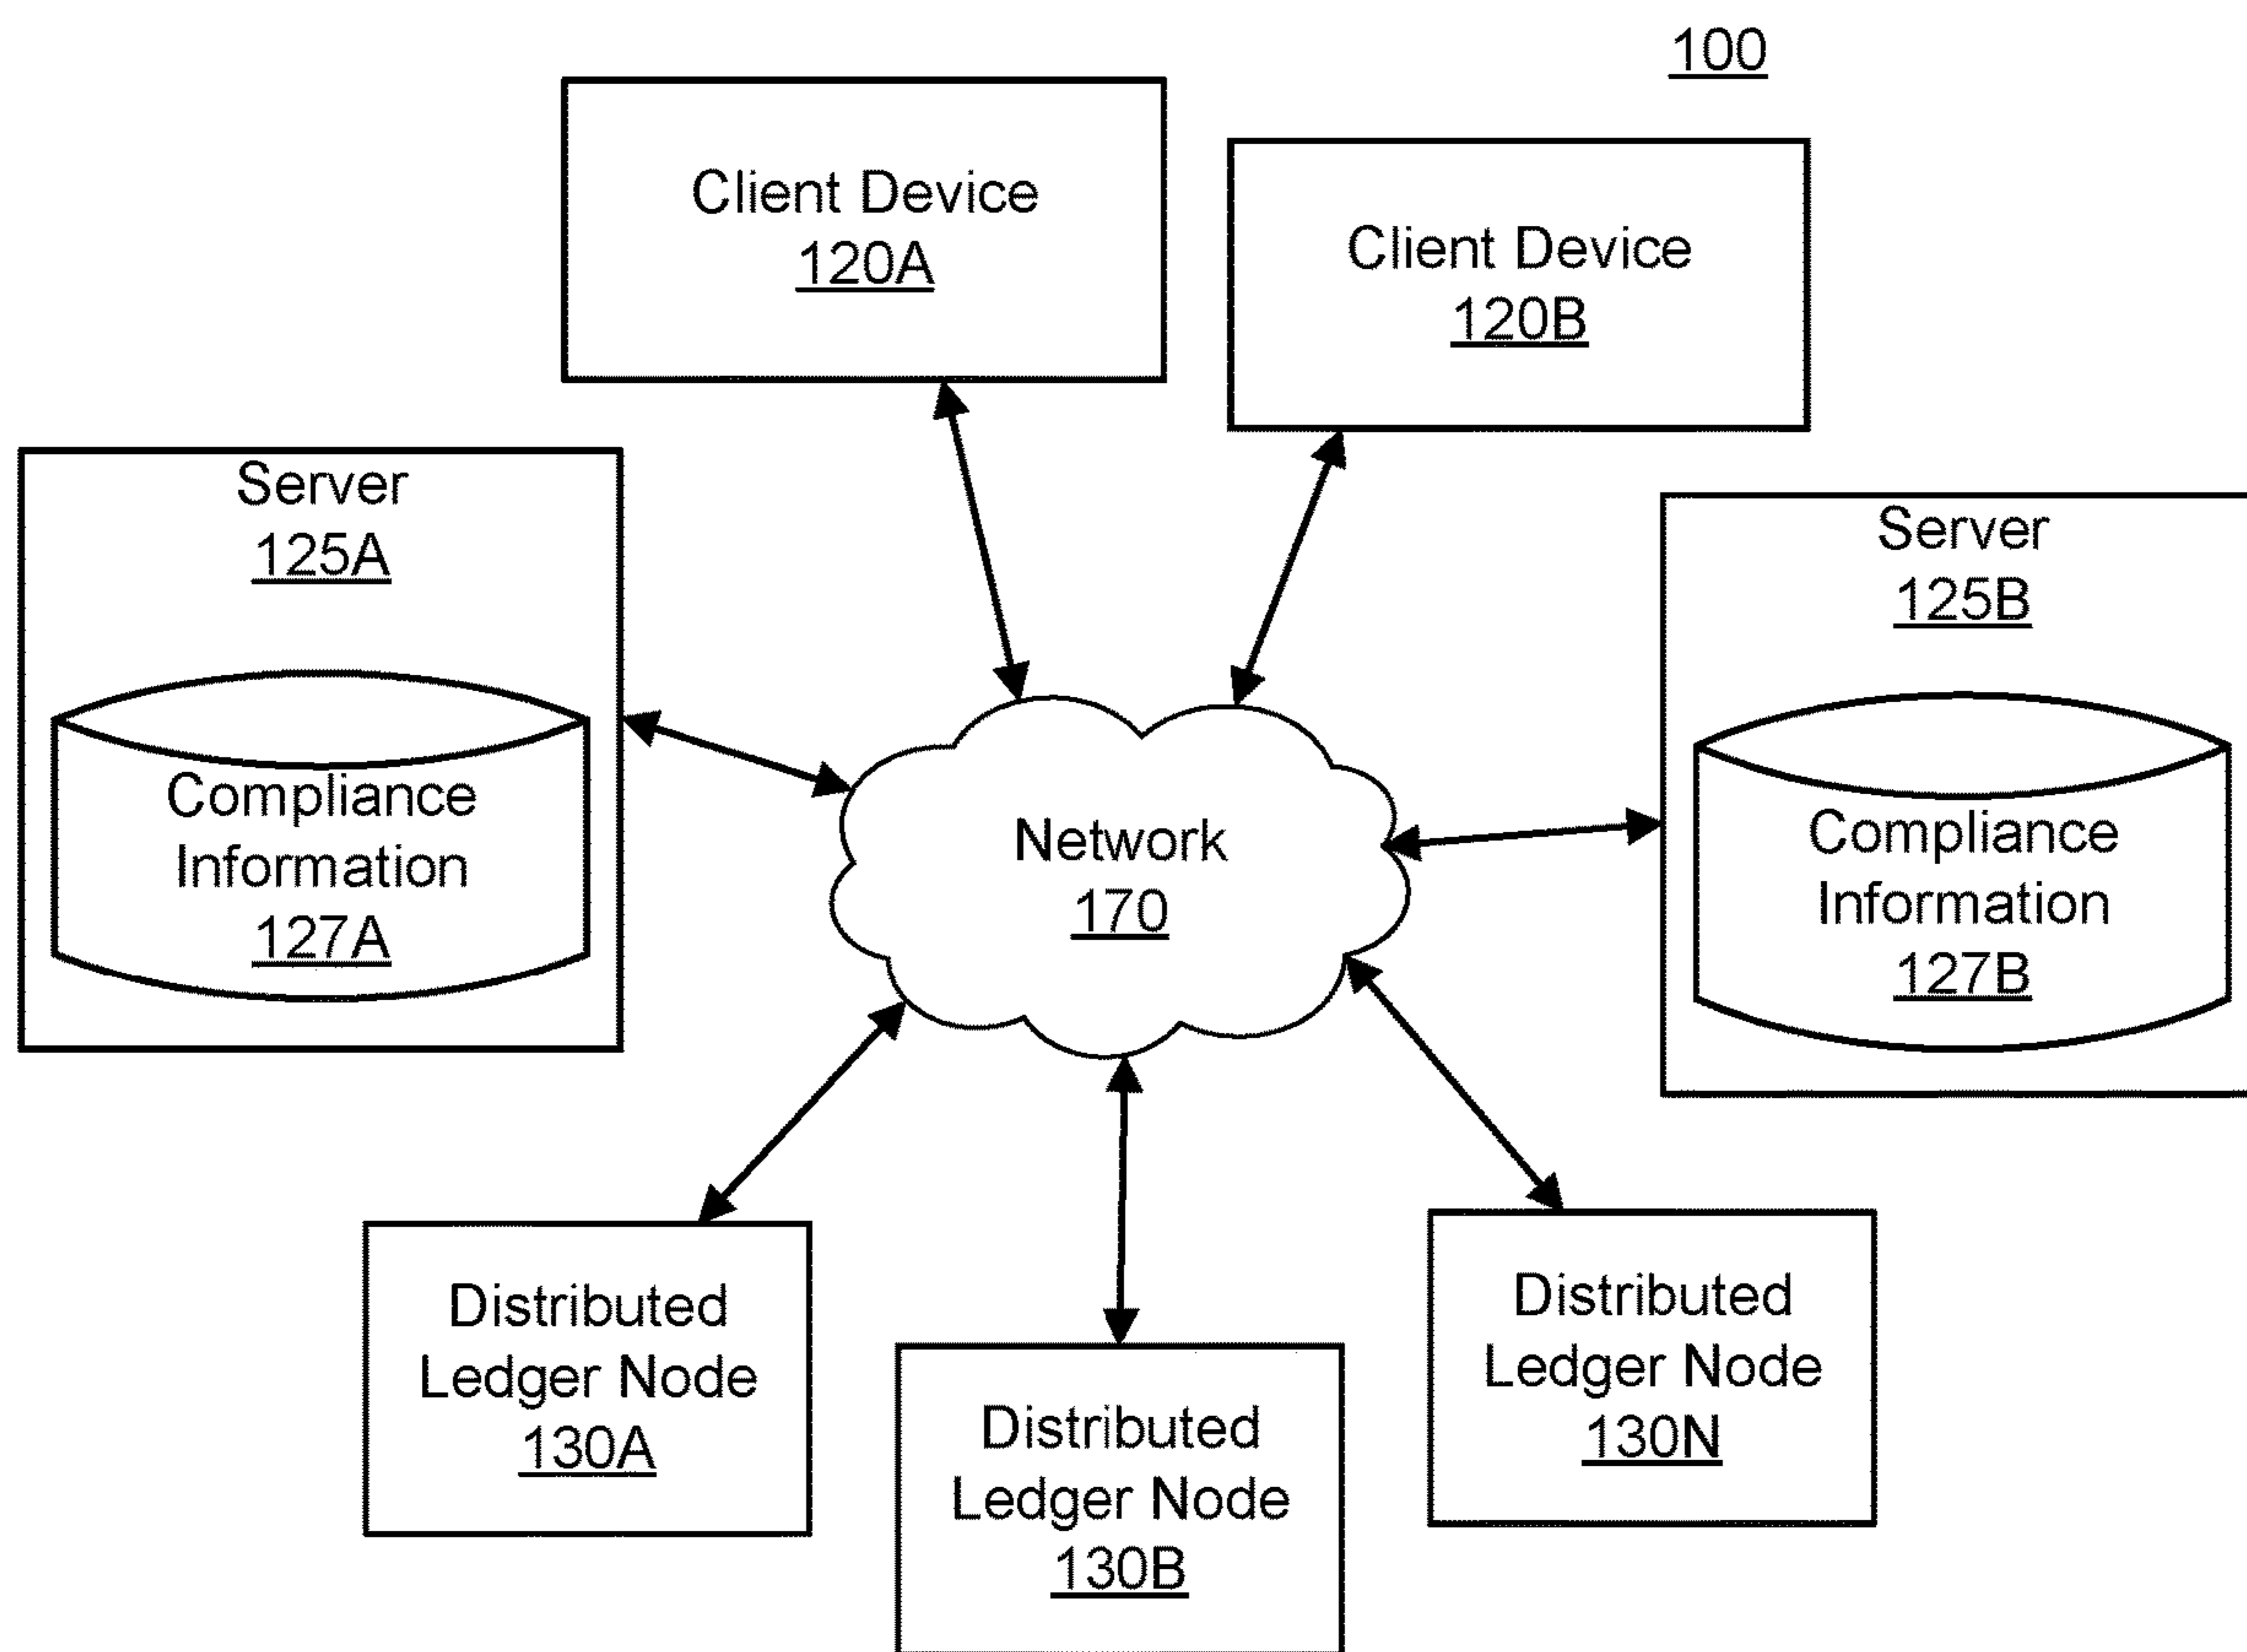 100
Client Device
120A
Client Device
120B
Server
125A
Server
125B
Compliance
Information
127A
Network
170
Compliance
Information
127B
Distributed
Ledger Node
130A
Distributed
Ledger Node
130B
Distributed
Ledger Node
130N